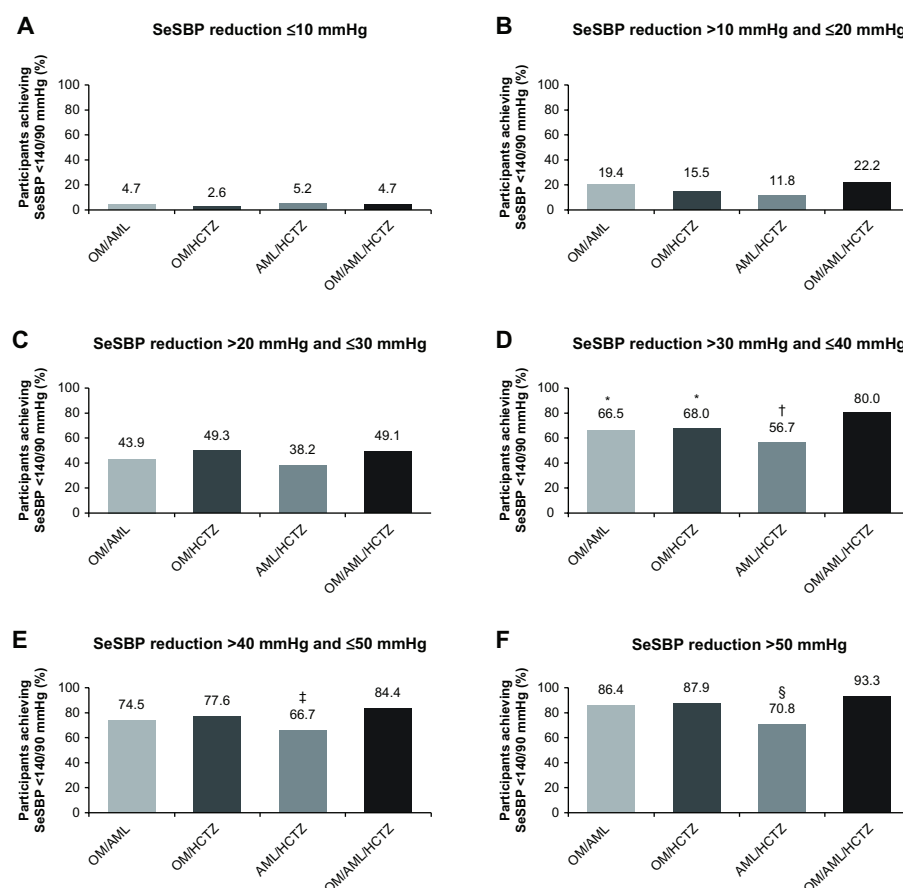 A
SeSBP reduction ≤10 mmHg
Participants achieving
SeSBP <140/90 mmHg (%)
100
80
60
40
20
0
4.7
2.6
5.2
4.7
OM/AML
OM/HCTZ
AML/HCTZ
OM/AML/HCTZ
B
SeSBP reduction >10 mmHg and ≤20 mmHg
Participants achieving
SeSBP <140/90 mmHg (%)
100
80
60
40
20
0
19.4
15.5
11.8
22.2
OM/AML
OM/HCTZ
AML/HCTZ
OM/AML/HCTZ
C
SeSBP reduction >20 mmHg and ≤30 mmHg
Participants achieving
SeSBP <140/90 mmHg (%)
100
80
60
40
20
0
43.9
49.3
38.2
49.1
OM/AML
OM/HCTZ
AML/HCTZ
OM/AML/HCTZ
D
SeSBP reduction >30 mmHg and ≤40 mmHg
Participants achieving
SeSBP <140/90 mmHg (%)
100
80
60
40
20
0
*
66.5
*
68.0
†
56.7
80.0
OM/AML
OM/HCTZ
AML/HCTZ
OM/AML/HCTZ
E
SeSBP reduction >40 mmHg and ≤50 mmHg
Participants achieving
SeSBP <140/90 mmHg (%)
100
80
60
40
20
0
74.5
77.6
‡
66.7
84.4
OM/AML
OM/HCTZ
AML/HCTZ
OM/AML/HCTZ
F
SeSBP reduction >50 mmHg
Participants achieving
SeSBP <140/90 mmHg (%)
100
80
60
40
20
0
86.4
87.9
§
70.8
93.3
OM/AML
OM/HCTZ
AML/HCTZ
OM/AML/HCTZ